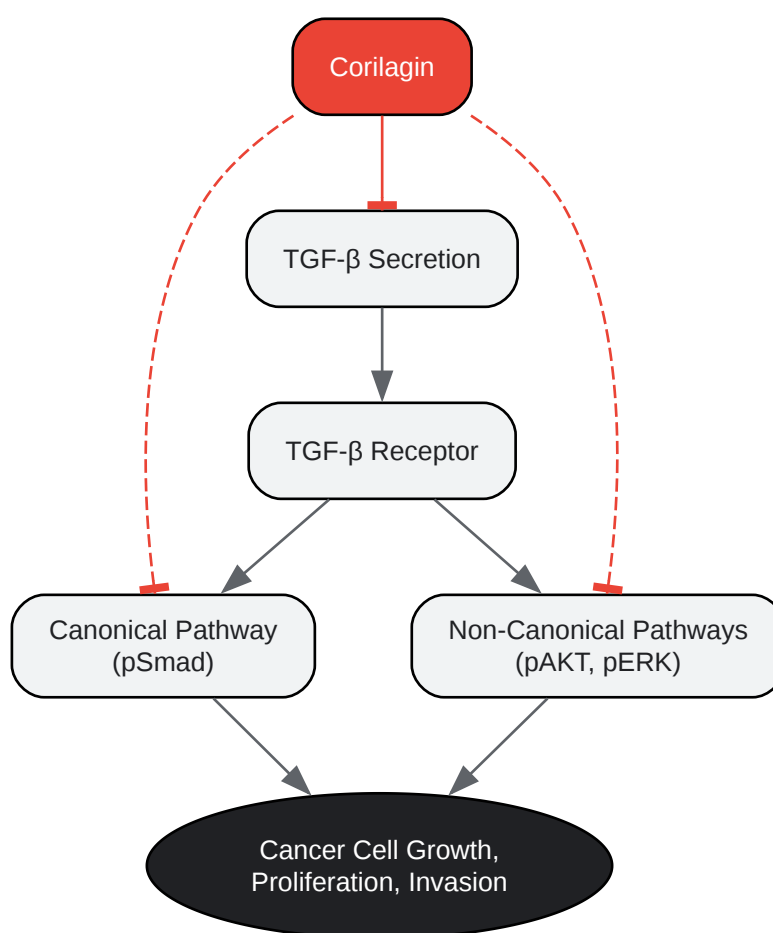 Corilagin
TGF-β Secretion
TGF-β Receptor
Canonical Pathway
(pSmad)
Non-Canonical Pathways
(pAKT, pERK)
Cancer Cell Growth,
Proliferation, Invasion